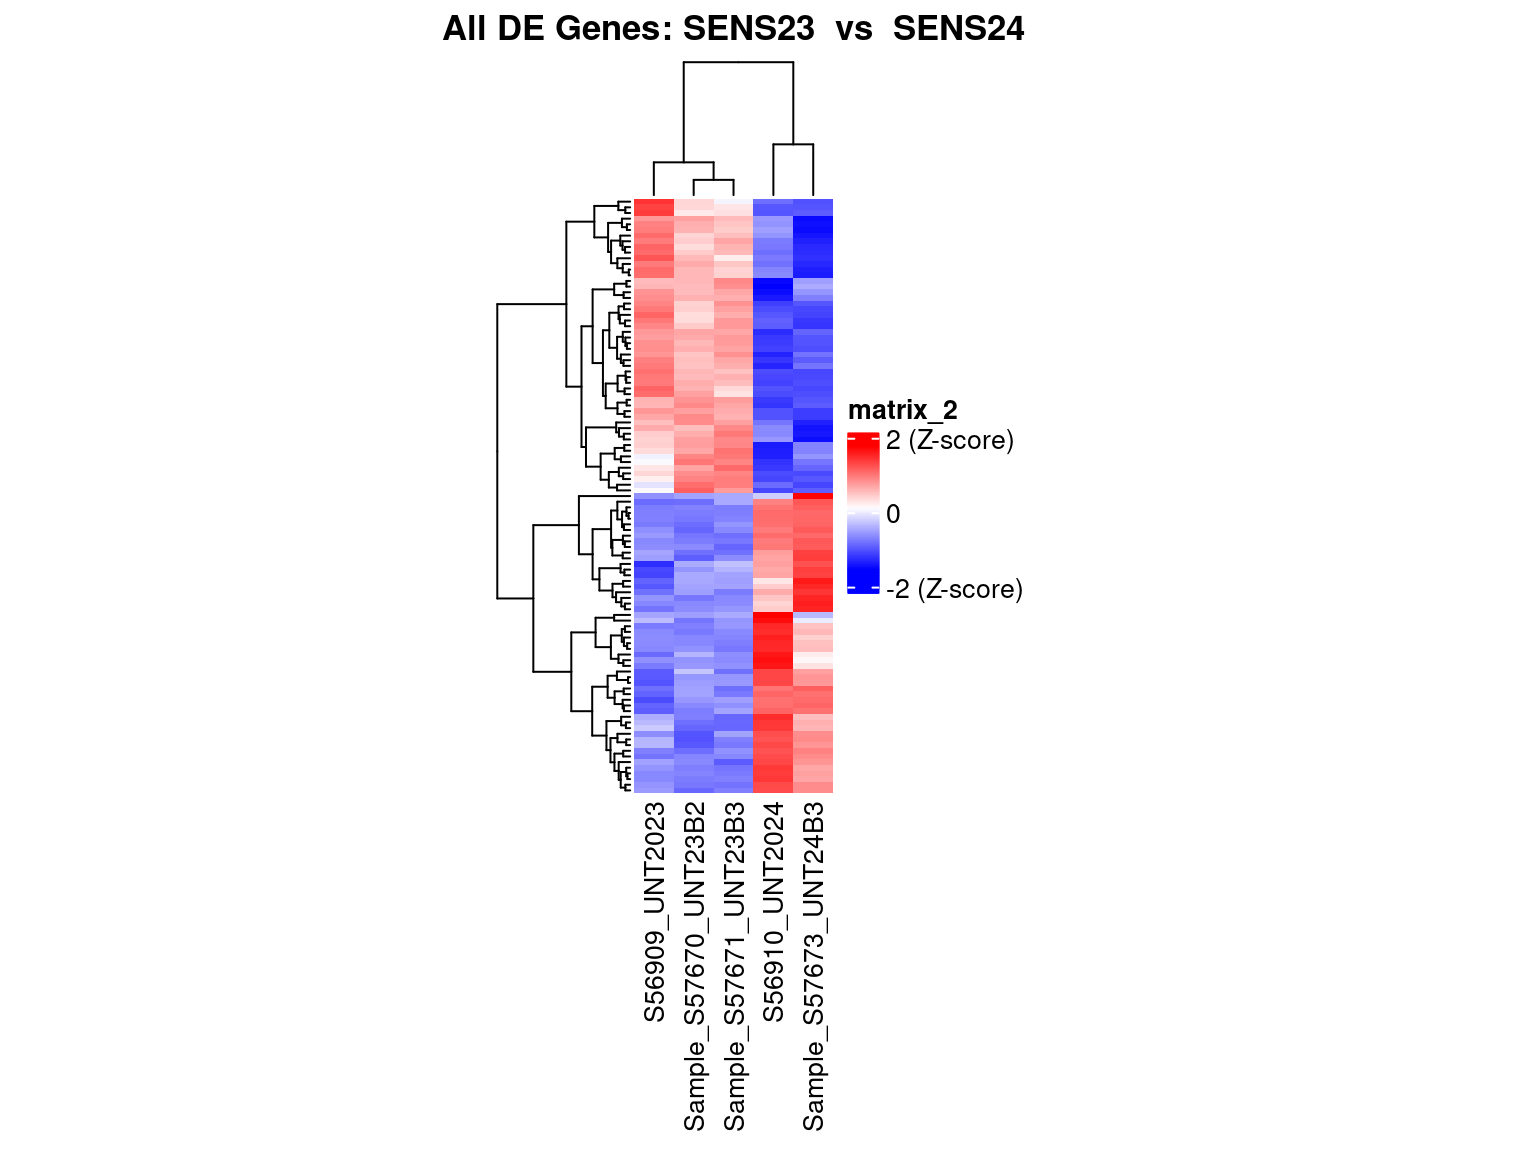 All DE Genes: SENS23  vs  SENS24
matrix_2
2 (Z-score)
0
-2 (Z-score)
S56909_UNT2023
Sample_S57670_UNT23B2
Sample_S57671_UNT23B3
S56910_UNT2024
Sample_S57673_UNT24B3